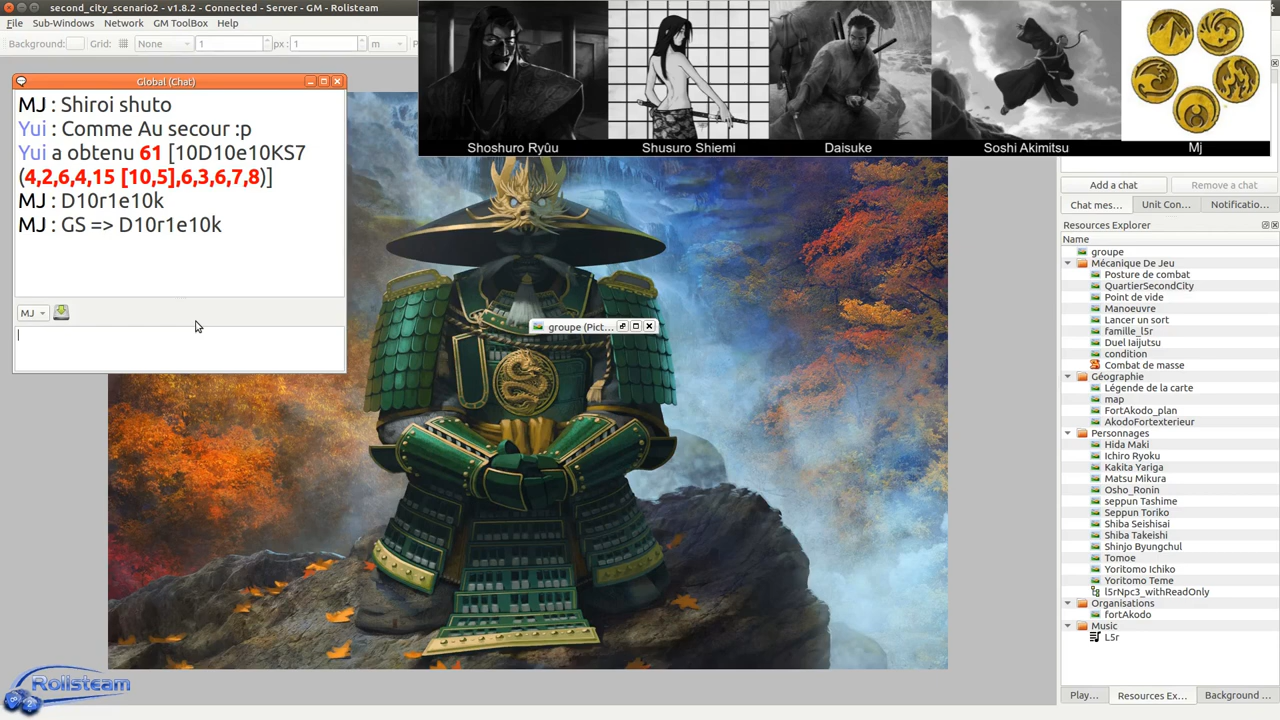 second_city_scenario2 - v1.8.2 - Connected - Server - GM - Rolisteam
File Sub-Windows Network GM ToolBox Help
Background: Grid: None 1 px : 1 m
Shoshuro Ryûu Shusuro Shiemi Daisuke Soshi Akimitsu Mj
Global (Chat)
MJ : Shiroi shuto
Yui : Comme Au secour :p
Yui a obtenu 61 [10D10e10KS7
(4,2,6,4,15 [10,5],6,3,6,7,8)]
MJ : D10r1e10k
MJ : GS => D10r1e10k
MJ
groupe (Pict...
Add a chat Remove a chat
Chat mes... Unit Con... Notificatio...
Resources Explorer
Name
groupe
Mécanique De Jeu
Posture de combat
QuartierSecondCity
Point de vide
Manoeuvre
Lancer un sort
famille_l5r
Duel Iaijutsu
condition
Combat de masse
Géographie
Légende de la carte
map
FortAkodo_plan
AkodoFortexterieur
Personnages
Hida Maki
Ichiro Ryoku
Kakita Yariga
Matsu Mikura
Osho_Ronin
seppun Tashime
Seppun Toriko
Shiba Seishisai
Shiba Takeishi
Shinjo Byungchul
Tomoe
Yoritomo Ichiko
Yoritomo Teme
l5rNpc3_withReadOnly
Organisations
fortAkodo
Music
L5r
Rolisteam
Play... Resources Ex... Background ...